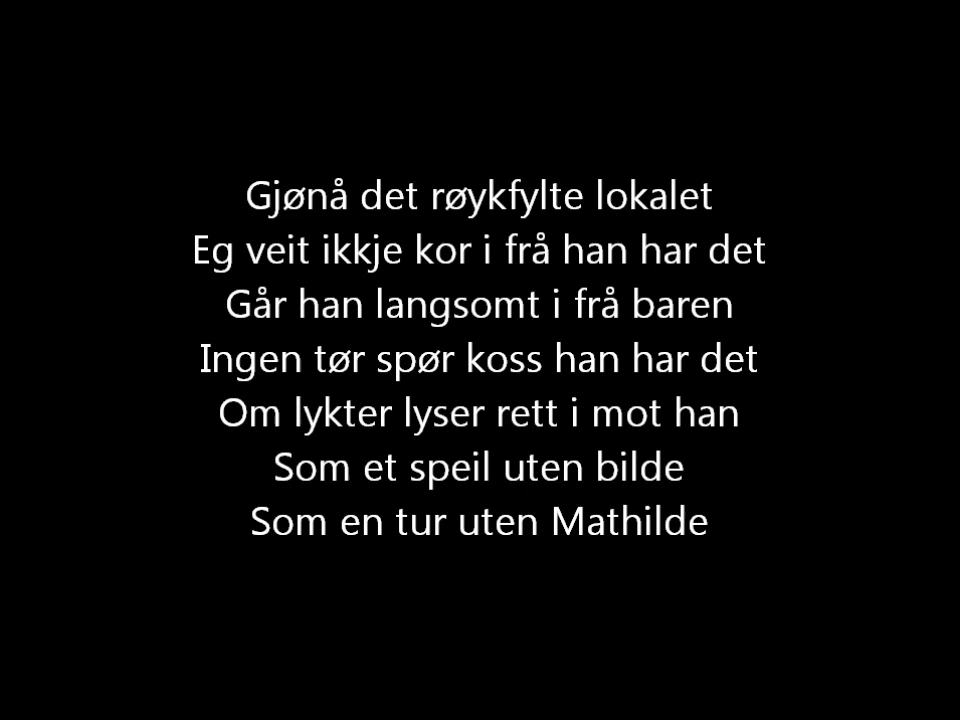 Gjønå det røykfylte lokalet
Eg veit ikkje kor i frå han har det
Går han langsomt i frå baren
Ingen tør spør koss han har det
Om lykter lyser rett i mot han
Som et speil uten bilde
Som en tur uten Mathilde